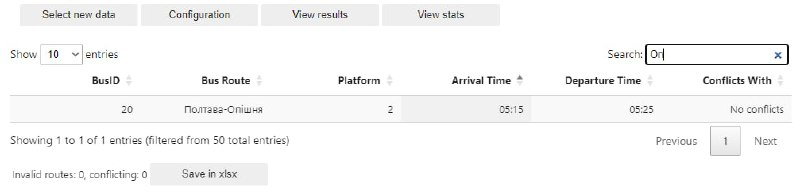 Select new data Configuration View results View stats
Show 10 entries Search: Оп ×
BusID Bus Route Platform Arrival Time Departure Time Conflicts With
20 Полтава-Опішня 2 05:15 05:25 No conflicts
Showing 1 to 1 of 1 entries (filtered from 50 total entries) Previous 1 Next
Invalid routes: 0, conflicting: 0 Save in xlsx